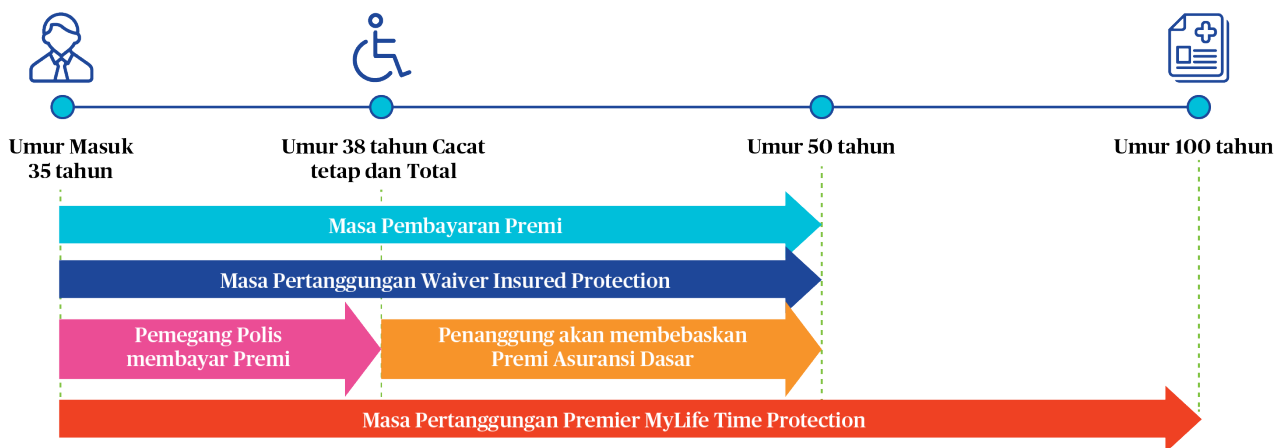 Umur Masuk
35 tahun
Umur 38 tahun Cacat
tetap dan Total
Umur 50 tahun
Umur 100 tahun
Masa Pembayaran Premi
Masa Pertanggungan Waiver Insured Protection
Pemegang Polis
membayar Premi
Penanggung akan membebaskan
Premi Asuransi Dasar
Masa Pertanggungan Premier MyLife Time Protection